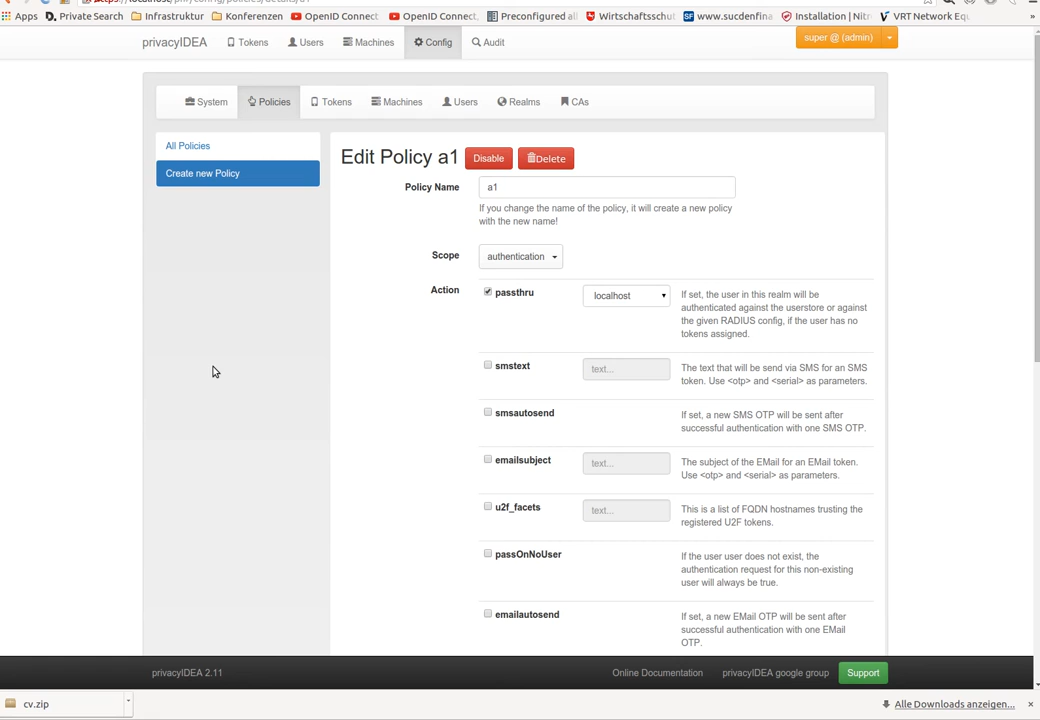 Apps
Private Search
Infrastruktur
Konferenzen
OpenID Connect
OpenID Connect,
Preconfigured all
Wirtschaftsschut
www.sucdenfina
Installation | Nitr
VRT Network Equ
»
privacyIDEA
Tokens
Users
Machines
Config
Audit
super @ (admin)
System
Policies
Tokens
Machines
Users
Realms
CAs
All Policies
Create new Policy
Edit Policy a1
Disable
Delete
Policy Name
a1
If you change the name of the policy, it will create a new policy
with the new name!
Scope
authentication
Action
passthru
localhost
If set, the user in this realm will be
authenticated against the userstore or against
the given RADIUS config, if the user has no
tokens assigned.
smstext
text...
The text that will be send via SMS for an SMS
token. Use <otp> and <serial> as parameters.
smsautosend
If set, a new SMS OTP will be sent after
successful authentication with one SMS OTP.
emailsubject
text...
The subject of the EMail for an EMail token.
Use <otp> and <serial> as parameters.
u2f_facets
text...
This is a list of FQDN hostnames trusting the
registered U2F tokens.
passOnNoUser
If the user user does not exist, the
authentication request for this non-existing
user will always be true.
emailautosend
If set, a new EMail OTP will be sent after
successful authentication with one EMail
OTP.
privacyIDEA 2.11
Online Documentation
privacyIDEA google group
Support
cv.zip
Alle Downloads anzeigen...